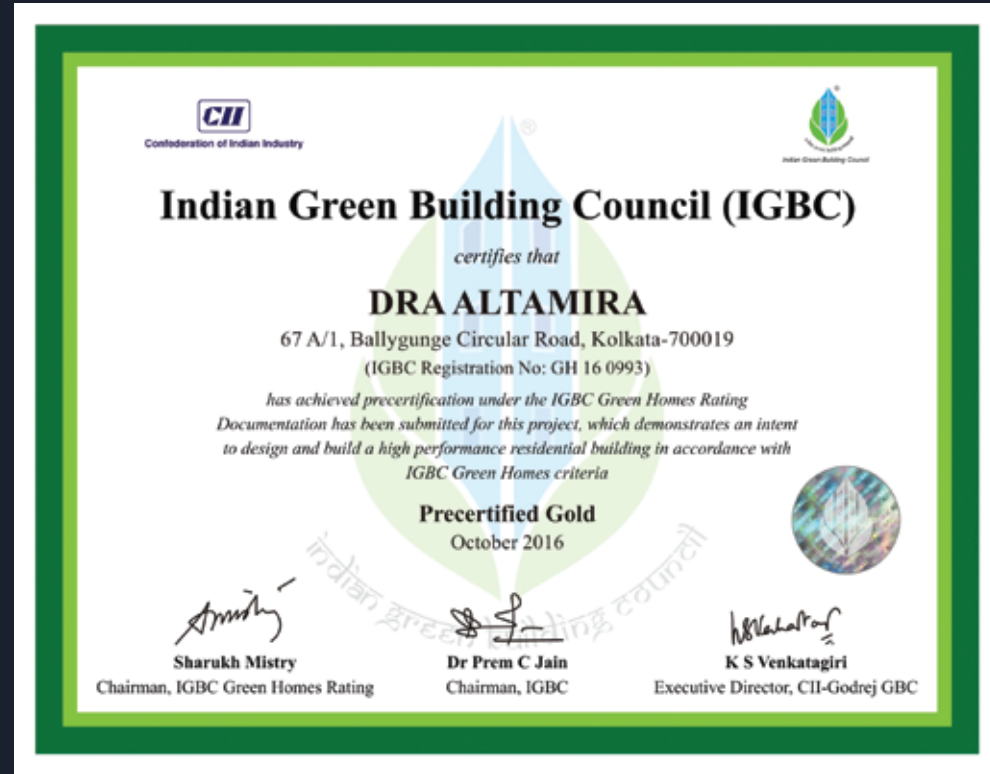 CII
Confederation of Indian Industry
Indian Green Building Council
Indian Green Building Council (IGBC)
certifies that
DRA ALTAMIRA
67 A/1, Ballygunge Circular Road, Kolkata-700019
(IGBC Registration No: GH 16 0993)
has achieved precertification under the IGBC Green Homes Rating
Documentation has been submitted for this project, which demonstrates an intent
to design and build a high performance residential building in accordance with
IGBC Green Homes criteria
Precertified Gold
October 2016
indian green building council
Sharukh Mistry
Chairman, IGBC Green Homes Rating
Dr Prem C Jain
Chairman, IGBC
K S Venkatagiri
Executive Director, CII-Godrej GBC